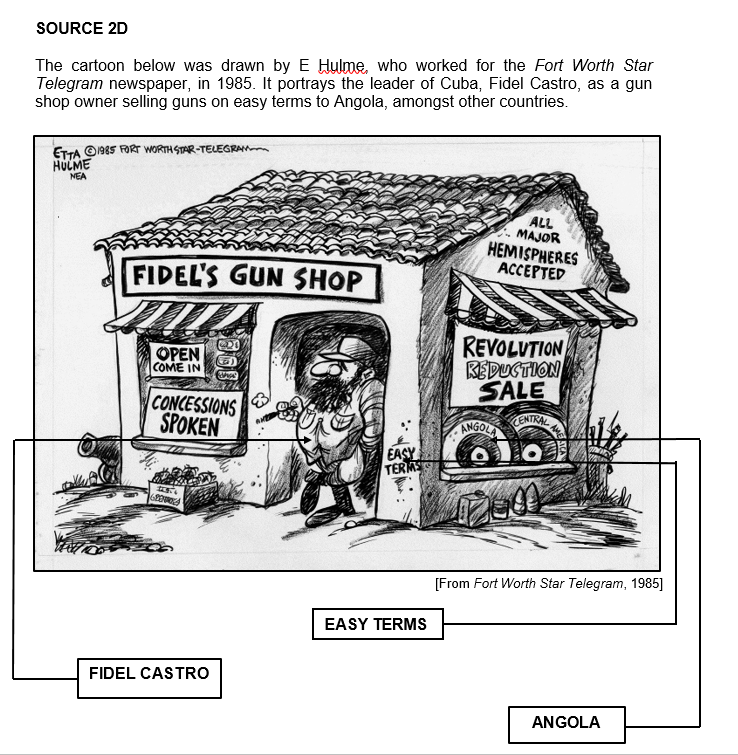 SOURCE 2D
The cartoon below was drawn by E Hulme, who worked for the Fort Worth Star
Telegram newspaper, in 1985. It portrays the leader of Cuba, Fidel Castro, as a gun
shop owner selling guns on easy terms to Angola, amongst other countries.
ETTA © 1985 FORT WORTH STAR-TELEGRAM
HULME
NEA
ALL
MAJOR
HEMISPHERES
ACCEPTED
FIDEL'S GUN SHOP
OPEN
COME IN
CONCESSIONS
SPOKEN
REVOLUTION
REDUCTION
SALE
ANGOLA
CENTRAL AMERICA
EASY
TERMS
[From Fort Worth Star Telegram, 1985]
EASY TERMS
FIDEL CASTRO
ANGOLA